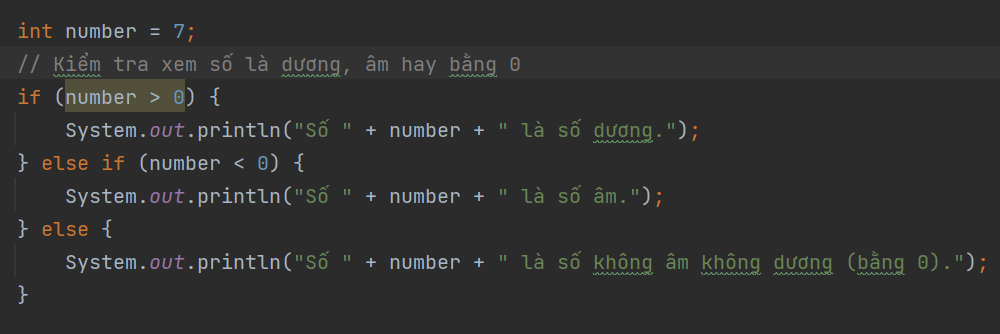 int number = 7;
// Kiểm tra xem số là dương, âm hay bằng 0
if (number > 0) {
    System.out.println("Số " + number + " là số dương.");
} else if (number < 0) {
    System.out.println("Số " + number + " là số âm.");
} else {
    System.out.println("Số " + number + " là số không âm không dương (bằng 0).");
}